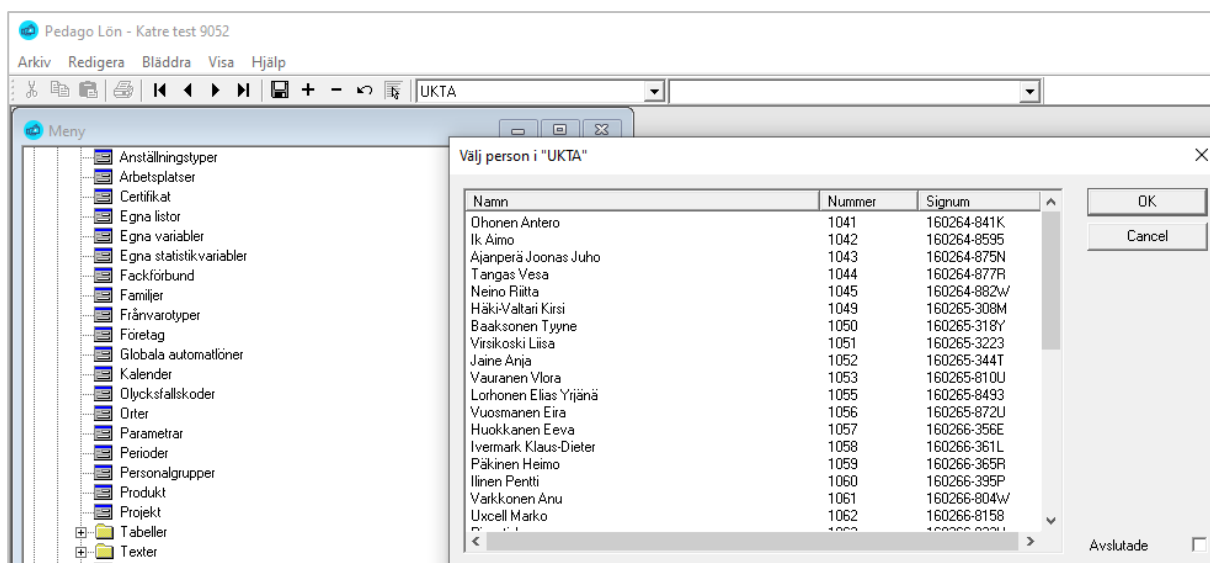 Pedago Lön - Katre test 9052
Arkiv Redigera Bläddra Visa Hjälp
UKTA
Meny
Anställningstyper
Arbetsplatser
Certifikat
Egna listor
Egna variabler
Egna statistikvariabler
Fackförbund
Familjer
Frånvarotyper
Företag
Globala automatlöner
Kalender
Olycksfallskoder
Orter
Parametrar
Perioder
Personalgrupper
Produkt
Projekt
Tabeller
Texter
Välj person i "UKTA"
Namn Nummer Signum
Ohonen Antero 1041 160264-841K
Ik Aimo 1042 160264-8595
Ajanperä Joonas Juho 1043 160264-875N
Tangas Vesa 1044 160264-877R
Neino Riitta 1045 160264-882W
Häki-Valtari Kirsi 1049 160265-308M
Baaksonen Tyyne 1050 160265-318Y
Virsikoski Liisa 1051 160265-3223
Jaine Anja 1052 160265-344T
Vauranen Vlora 1053 160265-810U
Lorhonen Elias Yrjänä 1055 160265-8493
Vuosmanen Eira 1056 160265-872U
Huokkanen Eeva 1057 160266-356E
Ivermark Klaus-Dieter 1058 160266-361L
Päkinen Heimo 1059 160266-365R
Ilinen Pentti 1060 160266-395P
Varkkonen Anu 1061 160266-804W
Uxcell Marko 1062 160266-8158
OK
Cancel
Avslutade